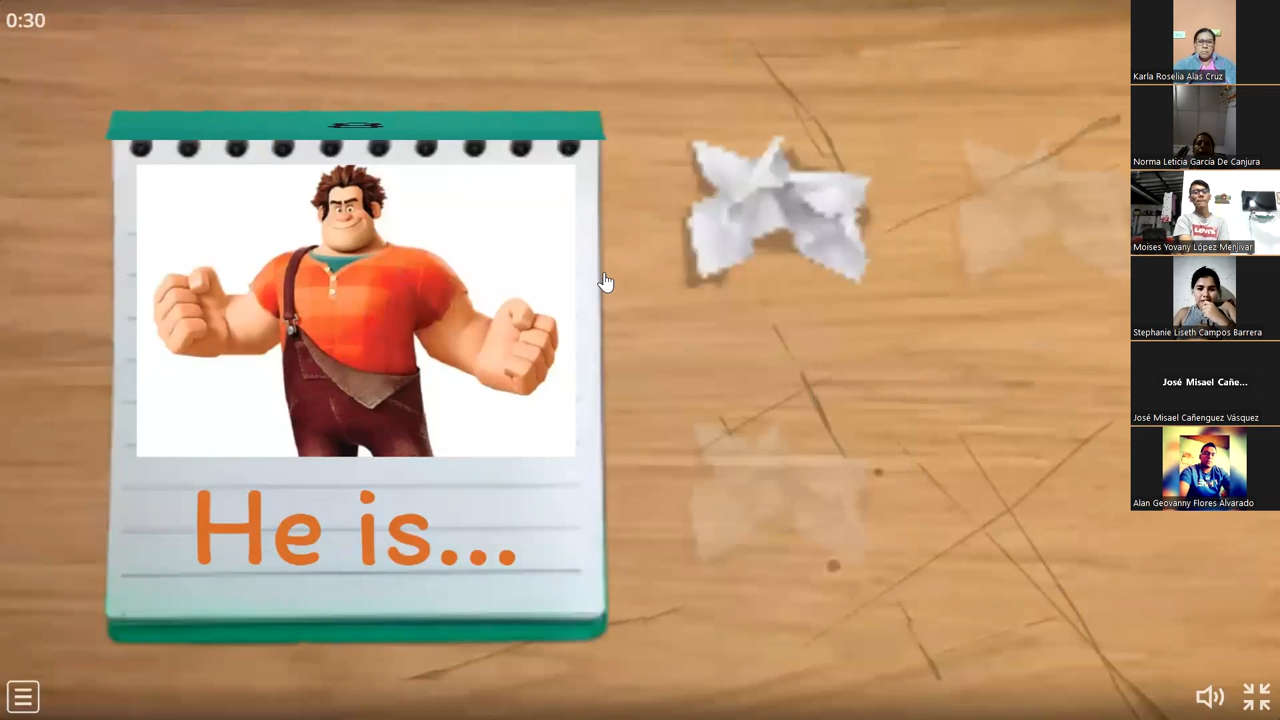 0:30
He is...
Karla Roselia Alas Cruz
Norma Leticia García De Canjura
Moises Yovany López Menjivar
Stephanie Liseth Campos Barrera
José Misael Cañe...
José Misael Cañenguez Vásquez
Alan Geovanny Flores Alvarado